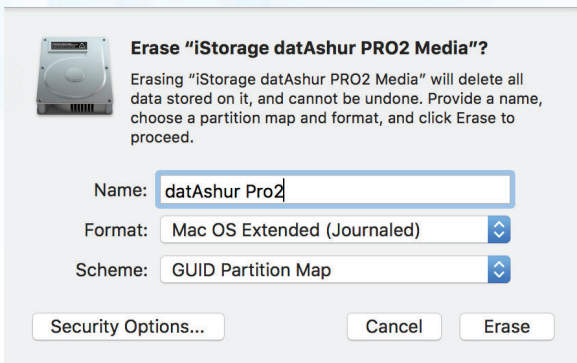 Erase “iStorage datAshur PRO2 Media”?
Erasing “iStorage datAshur PRO2 Media” will delete all
data stored on it, and cannot be undone. Provide a name,
choose a partition map and format, and click Erase to
proceed.
Name: datAshur Pro2
Format: Mac OS Extended (Journaled)
Scheme: GUID Partition Map
Security Options... Cancel Erase